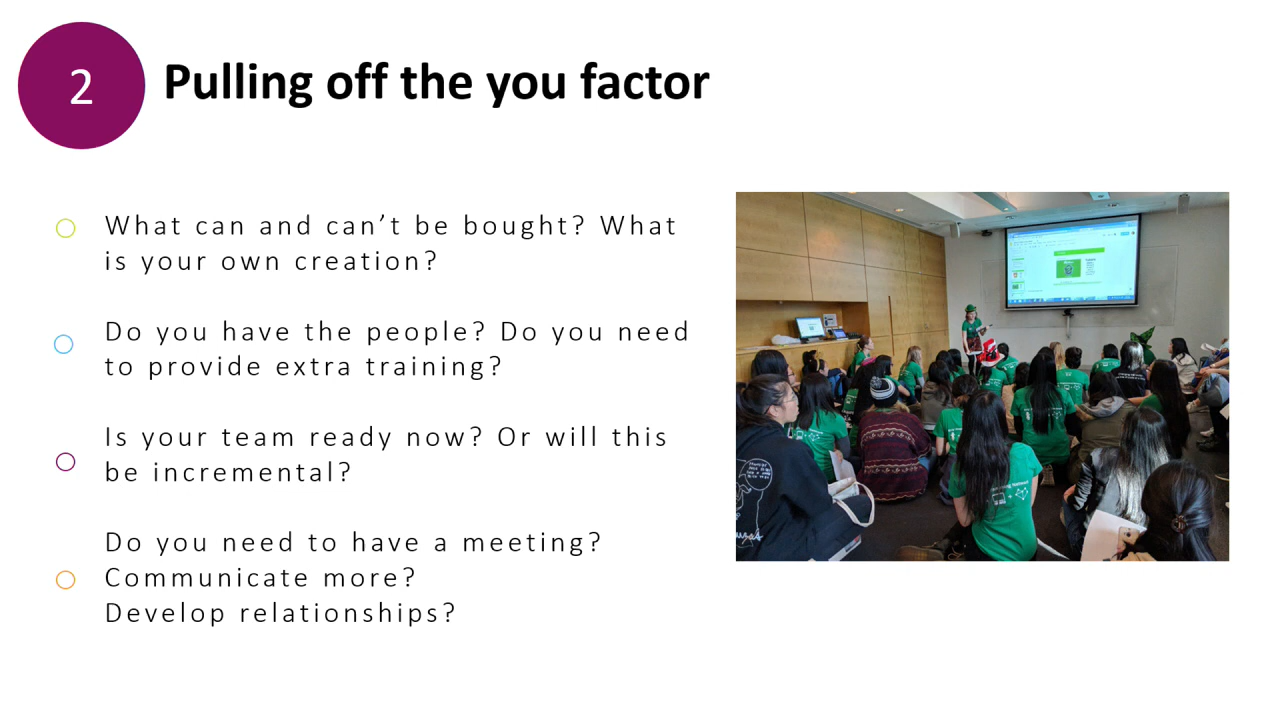 2
Pulling off the you factor
What can and can’t be bought? What
is your own creation?
Do you have the people? Do you need
to provide extra training?
Is your team ready now? Or will this
be incremental?
Do you need to have a meeting?
Communicate more?
Develop relationships?